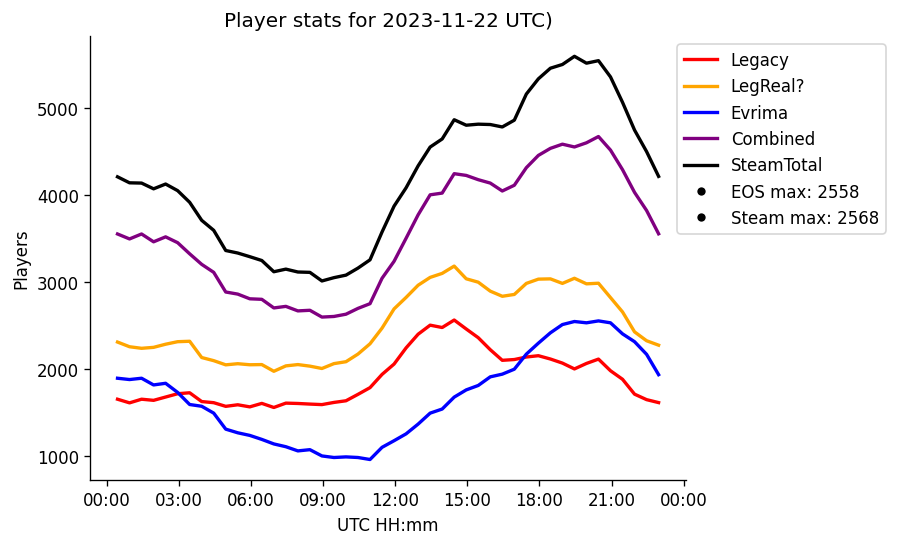 Player stats for 2023-11-22 UTC)
Legacy
LegReal?
Evrima
Combined
SteamTotal
EOS max: 2558
Steam max: 2568
Players
5000
4000
3000
2000
1000
00:00 03:00 06:00 09:00 12:00 15:00 18:00 21:00 00:00
UTC HH:mm